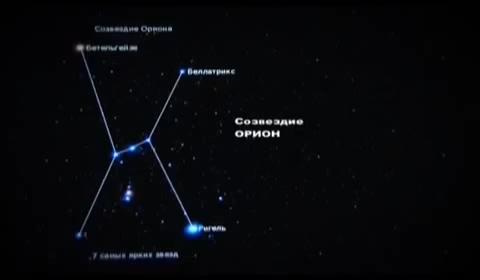 Созвездие Ориона
Бетельгейзе
Беллатрикс
Созвездие
ОРИОН
Ригель
7 самых ярких звезд